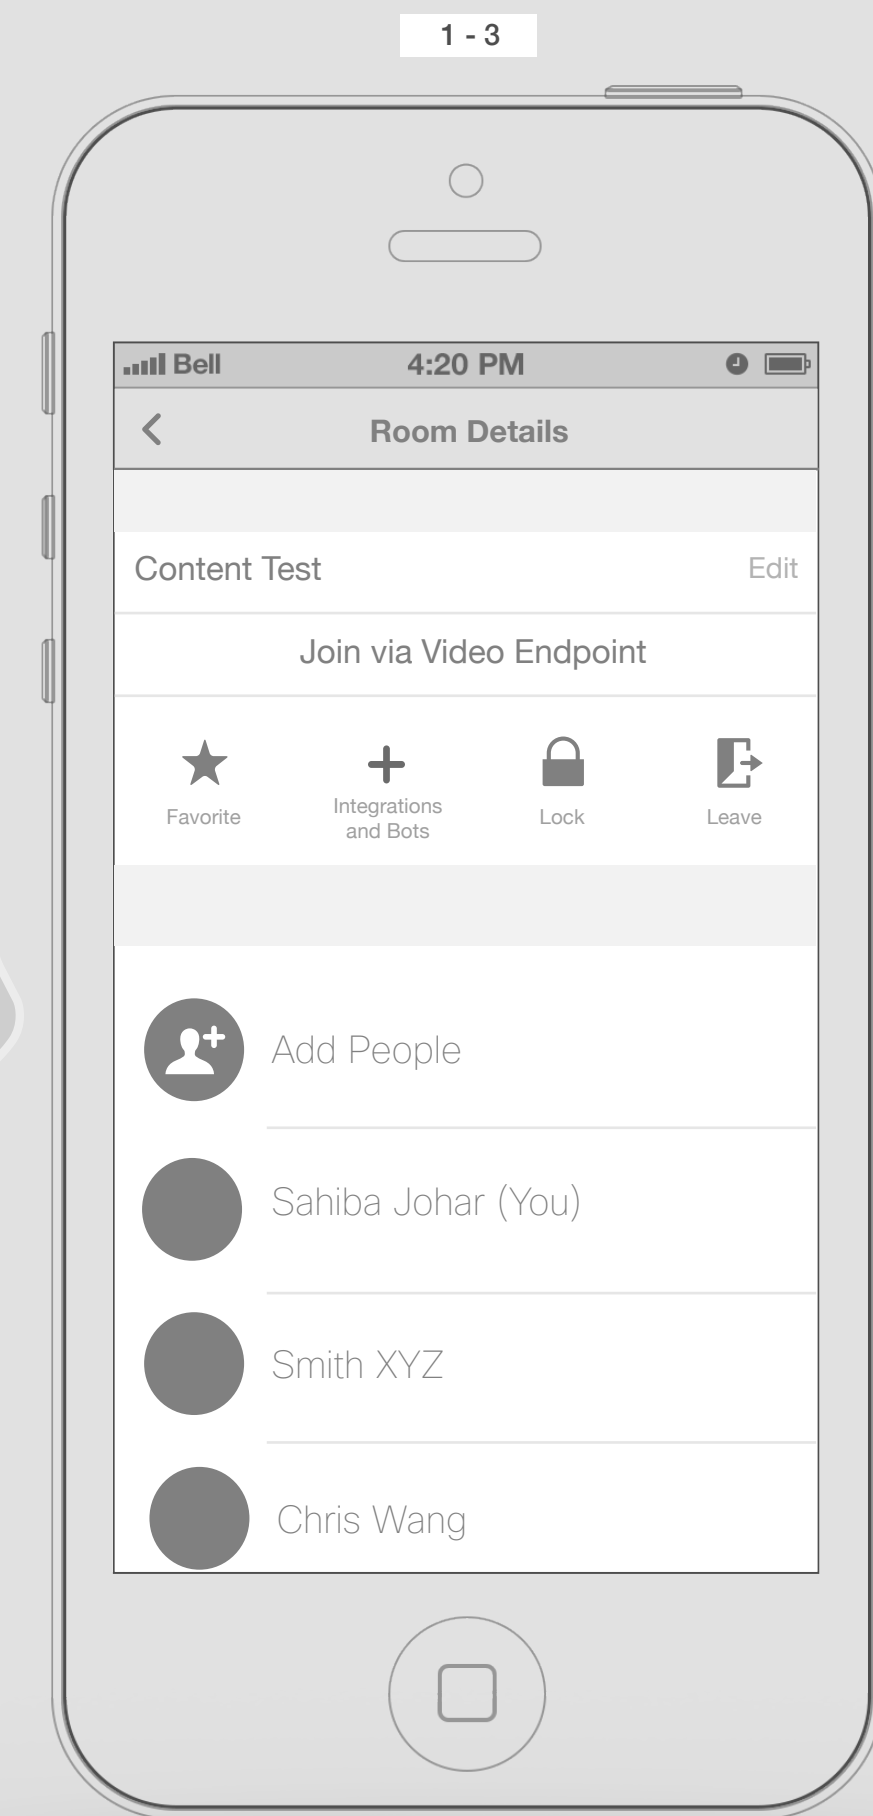 1 - 3
Bell 4:20 PM
Room Details
Content Test Edit
Join via Video Endpoint
Favorite
Integrations
and Bots
Lock
Leave
Add People
Sahiba Johar (You)
Smith XYZ
Chris Wang